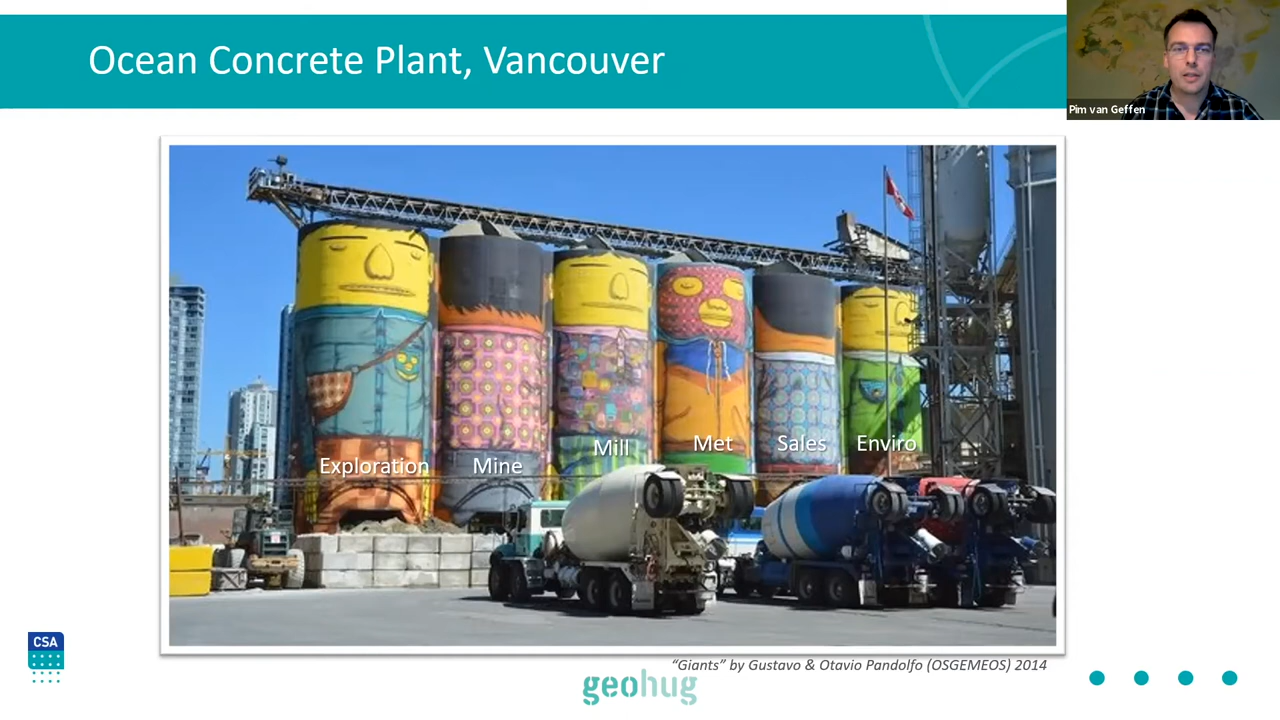 Ocean Concrete Plant, Vancouver
Pim van Geffen
Exploration
Mine
Mill
Met
Sales
Enviro
"Giants" by Gustavo & Otavio Pandolfo (OSGEMEOS) 2014
CSA
geohug